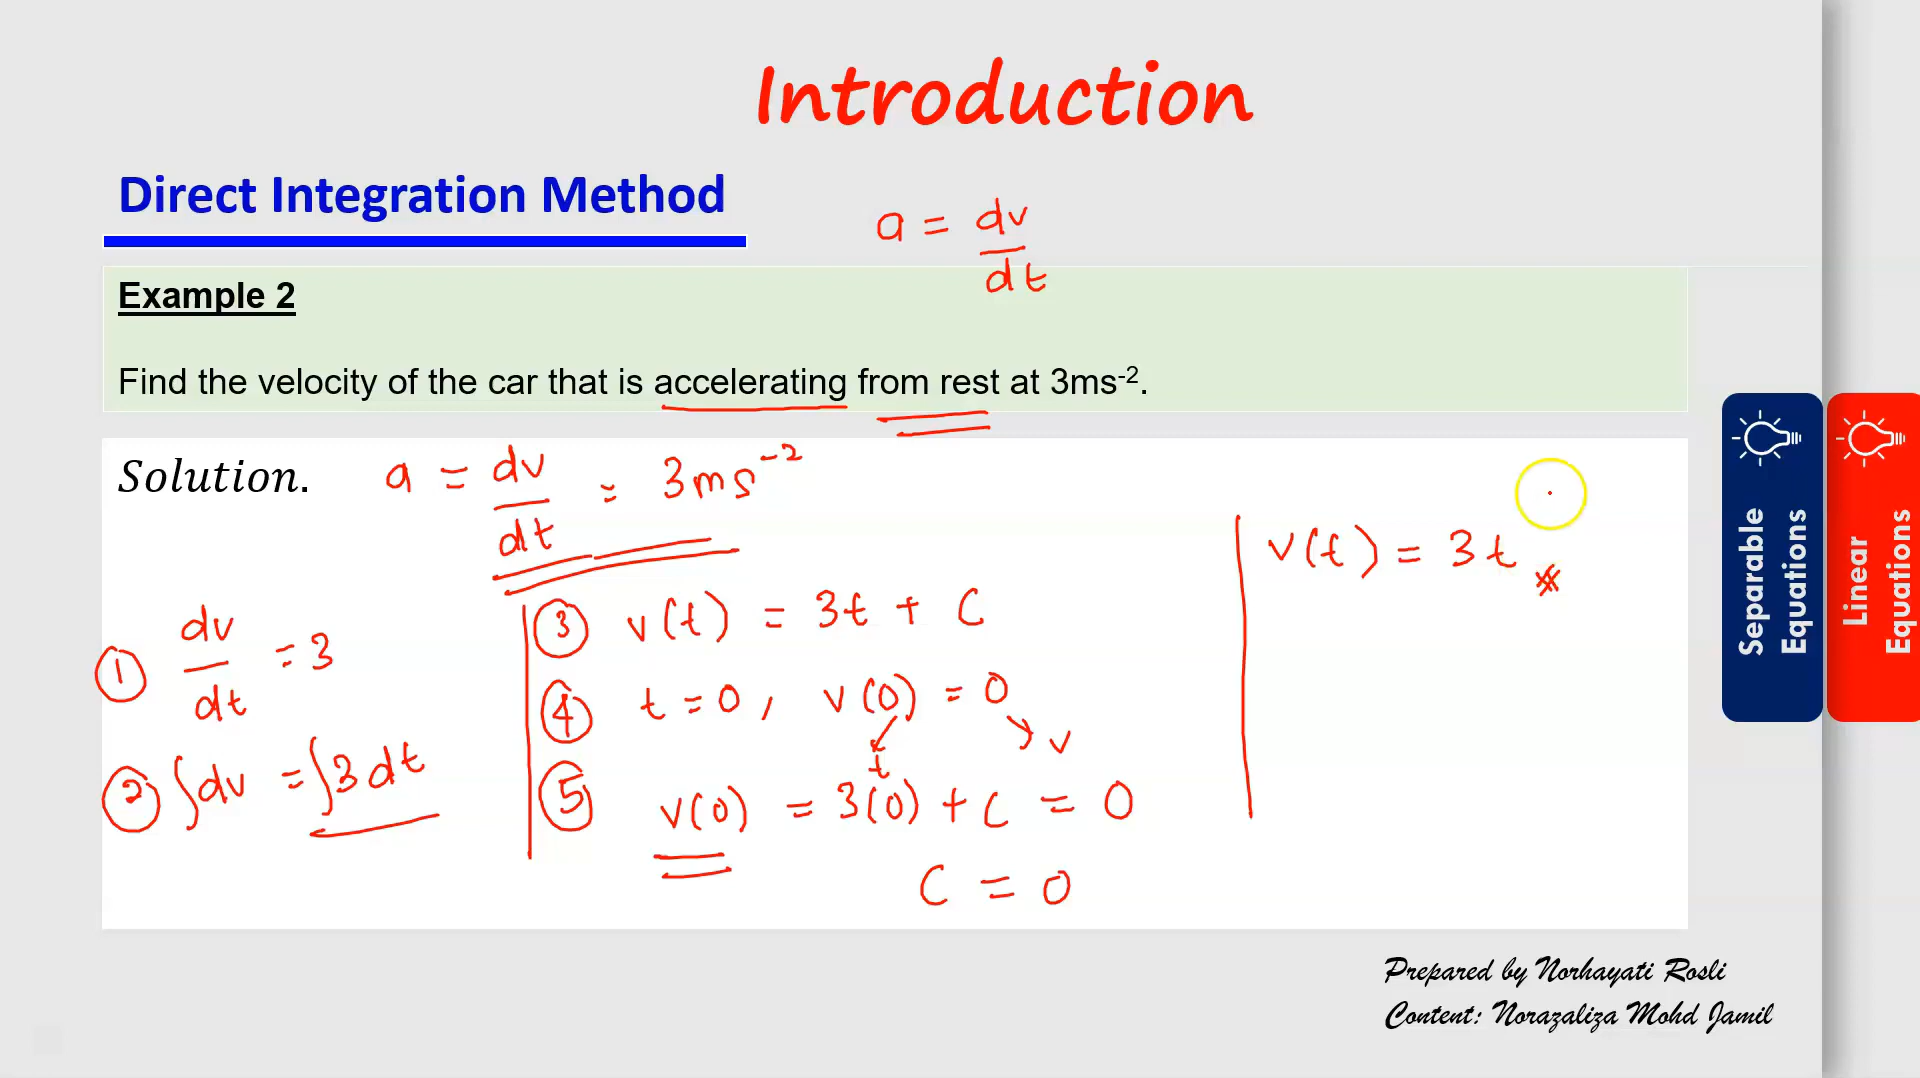 Introduction
Direct Integration Method
a = dv/dt
Example 2
Find the velocity of the car that is accelerating from rest at 3ms⁻².
Solution.
a = dv/dt = 3ms⁻²
① dv/dt = 3
② ∫dv = ∫3dt
③ v(t) = 3t + C
④ t = 0, v(0) = 0
t
v
⑤ v(0) = 3(0) + C = 0
C = 0
v(t) = 3t
Separable
Equations
Linear
Equations
Prepared by Norhayati Rosli
Content: Norazaliza Mohd Jamil